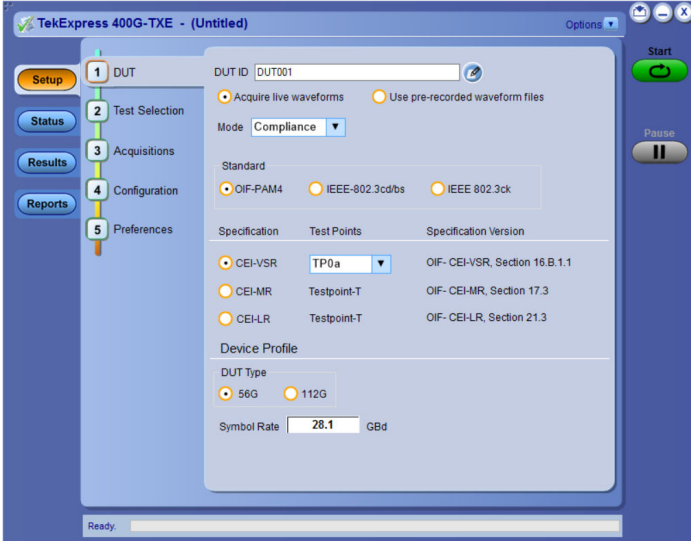 TekExpress 400G-TXE - (Untitled)
Options
Start
Setup
1 DUT
DUT ID DUT001
Acquire live waveforms Use pre-recorded waveform files
Status
2 Test Selection
Mode Compliance
Pause
Results
3 Acquisitions
Standard
Reports
4 Configuration
OIF-PAM4 IEEE-802.3cd/bs IEEE 802.3ck
5 Preferences
Specification Test Points Specification Version
CEI-VSR TP0a OIF- CEI-VSR, Section 16.B.1.1
CEI-MR Testpoint-T OIF- CEI-MR, Section 17.3
CEI-LR Testpoint-T OIF- CEI-LR, Section 21.3
Device Profile
DUT Type
56G 112G
Symbol Rate 28.1 GBd
Ready.